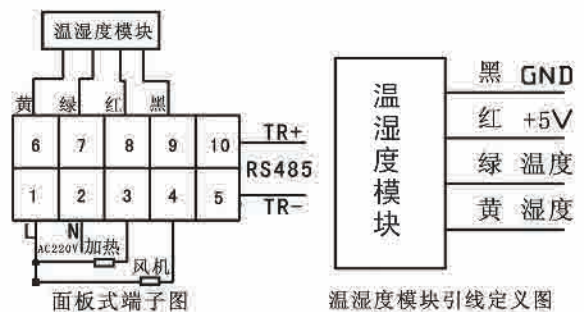 温湿度模块
黄 绿 红 黑
6 7 8 9 10 TR+
RS485
1 2 3 4 5 TR-
L N
AC220V 加热
风机
面板式端子图
温湿度模块
黑 GND
红 +5V
绿 温度
黄 湿度
温湿度模块引线定义图